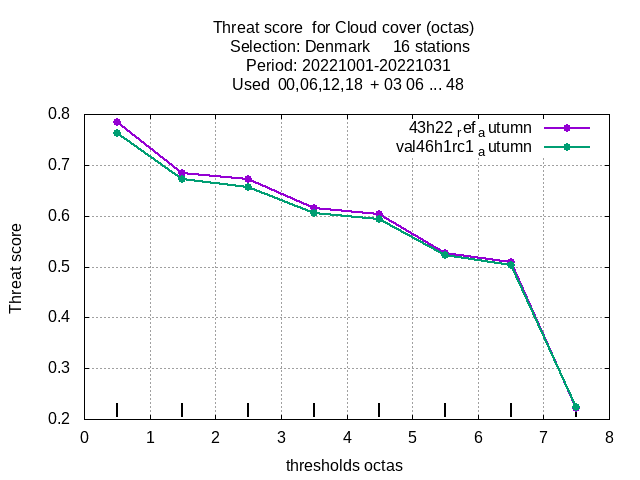 Threat score  for Cloud cover (octas)
Selection: Denmark     16 stations
Period: 20221001-20221031
Used  00,06,12,18  + 03 06 ... 48
43h22 ref autumn
val46h1rc1 autumn
0.8
0.7
0.6
0.5
0.4
0.3
0.2
Threat score
0 1 2 3 4 5 6 7 8
thresholds octas